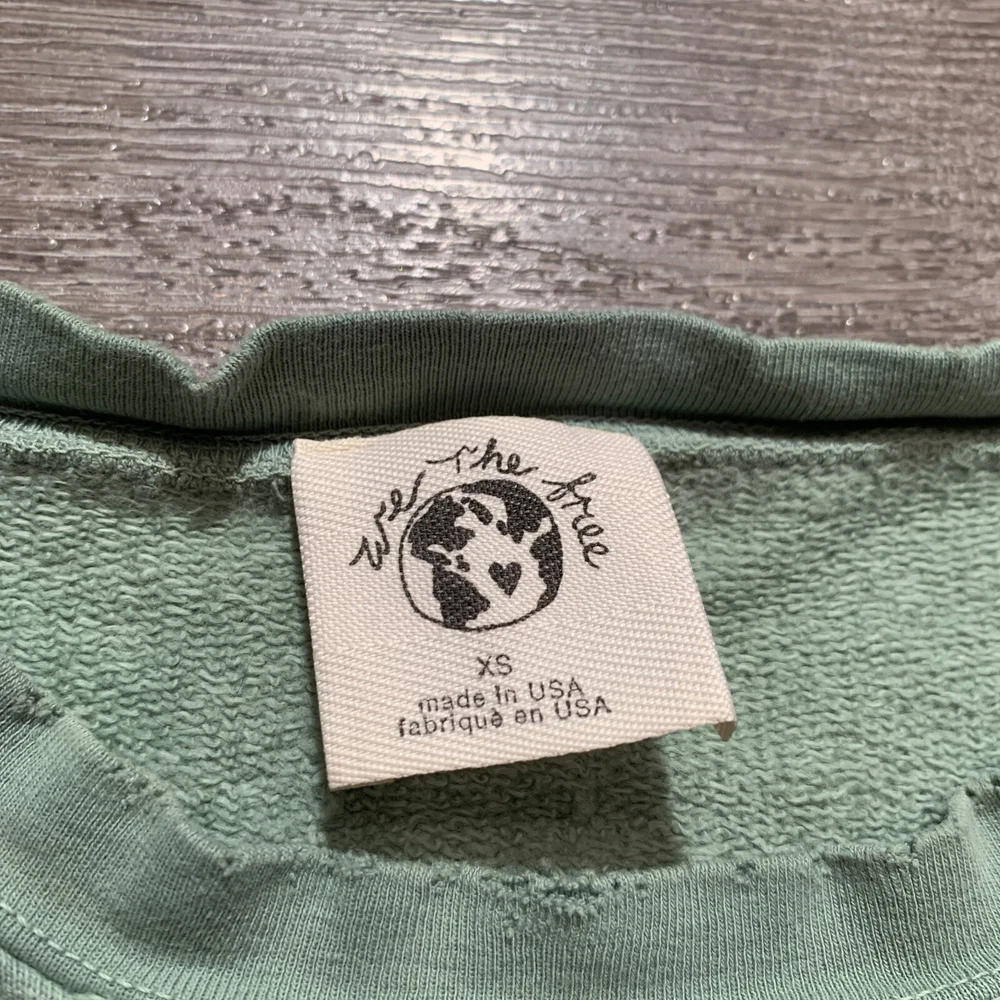 we The free
XS
made in USA
fabriquè en USA